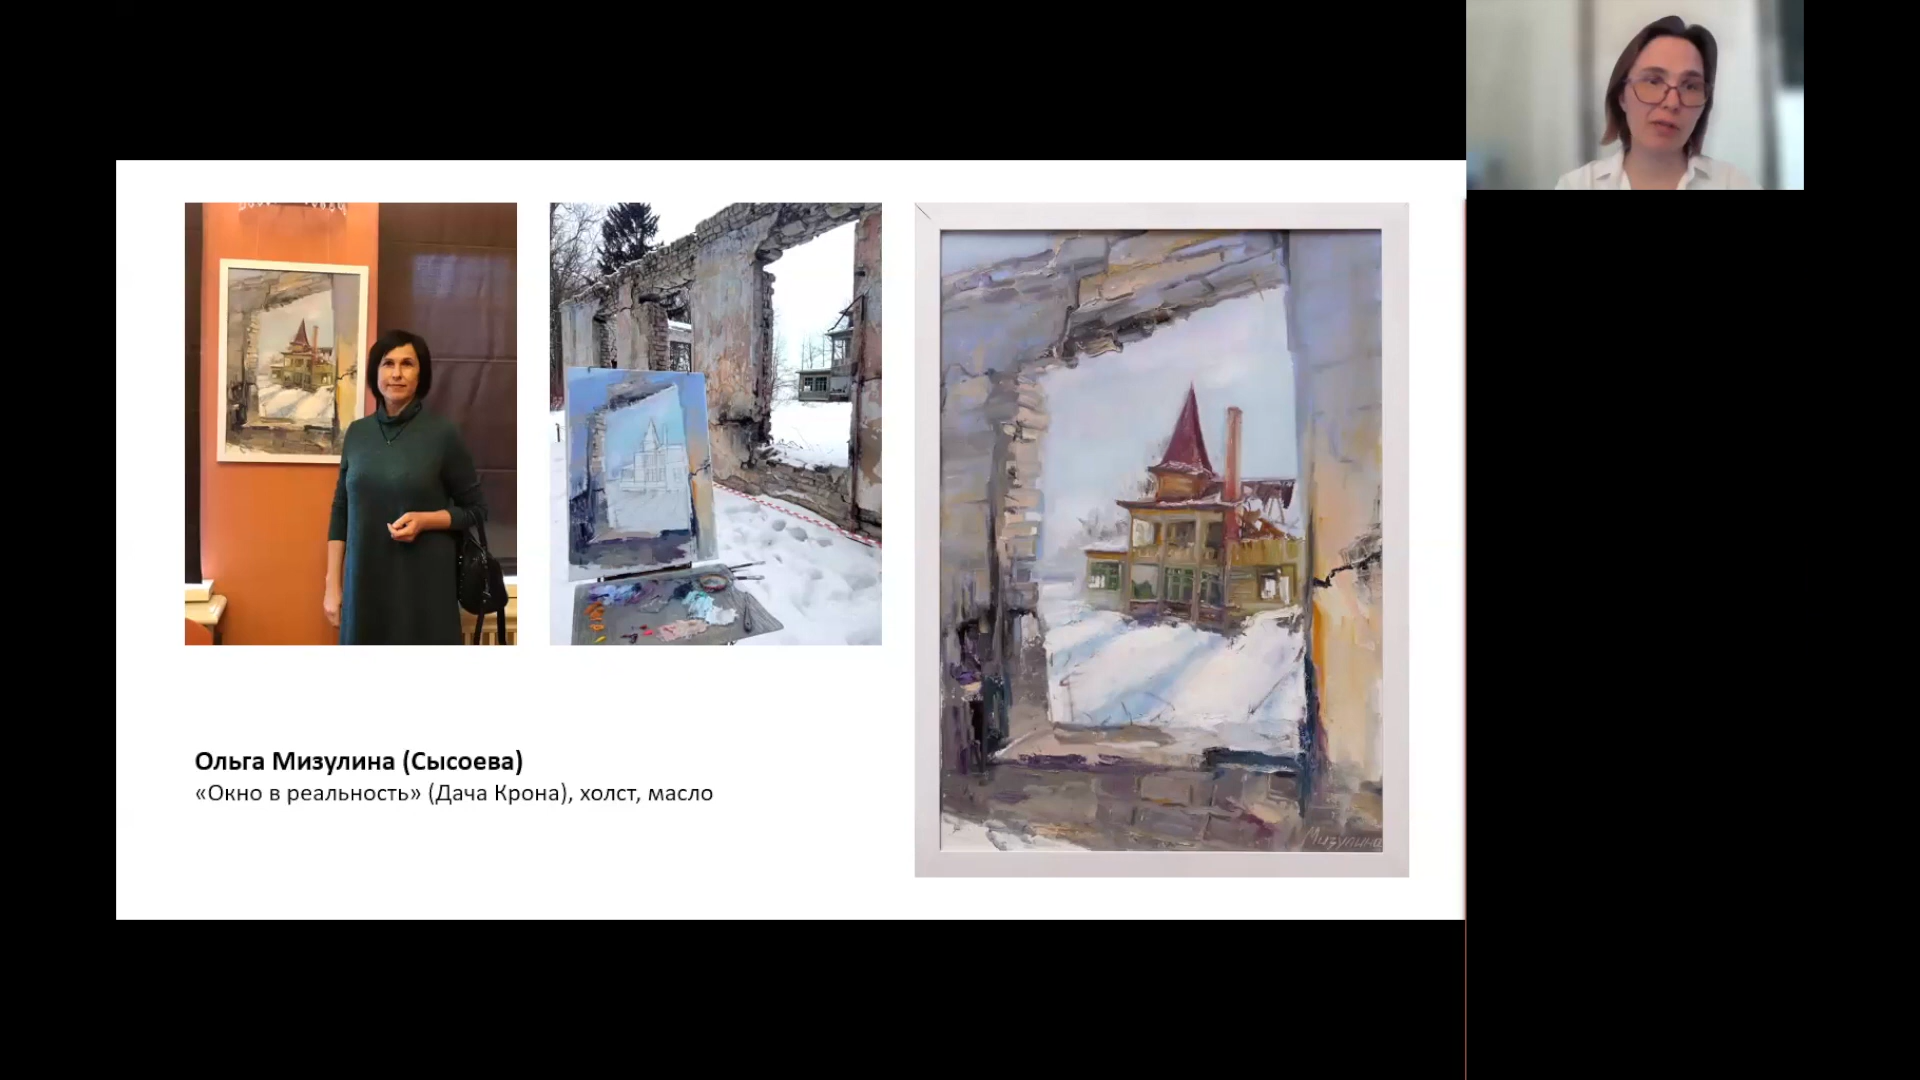 Ольга Мизулина (Сысоева)
«Окно в реальность» (Дача Крона), холст, масло
Мизулина